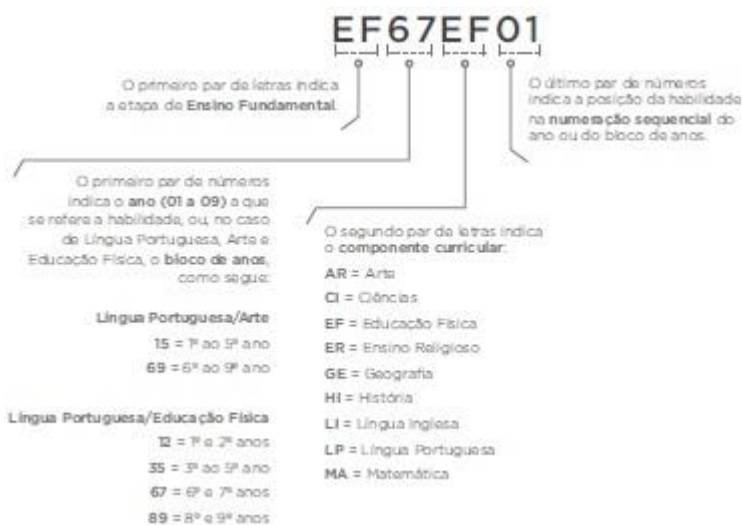 EF67EF01
O primeiro par de letras indica
a etapa de Ensino Fundamental.
O último par de números
indica a posição da habilidade
na numeração sequencial do
ano ou do bloco de anos.
O primeiro par de números
indica o ano (01 a 09) a que
se refere a habilidade, ou, no caso
de Língua Portuguesa, Arte e
Educação Física, o bloco de anos,
como segue:
Língua Portuguesa/Arte
15 = 1º ao 5º ano
69 = 6º ao 9º ano
Língua Portuguesa/Educação Física
12 = 1º e 2º anos
35 = 3º ao 5º ano
67 = 6º e 7º anos
89 = 8º e 9º anos
O segundo par de letras indica
o componente curricular:
AR = Arte
CI = Ciências
EF = Educação Física
ER = Ensino Religioso
GE = Geografia
HI = História
LI = Língua Inglesa
LP = Língua Portuguesa
MA = Matemática